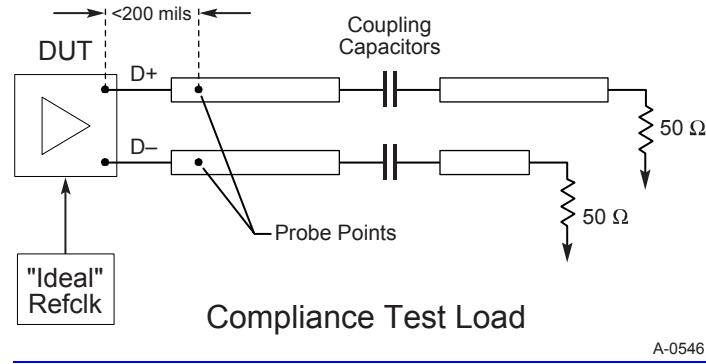 <200 mils
Coupling
Capacitors
DUT
D+
50 Ω
D–
50 Ω
Probe Points
"Ideal"
Refclk
Compliance Test Load
A-0546